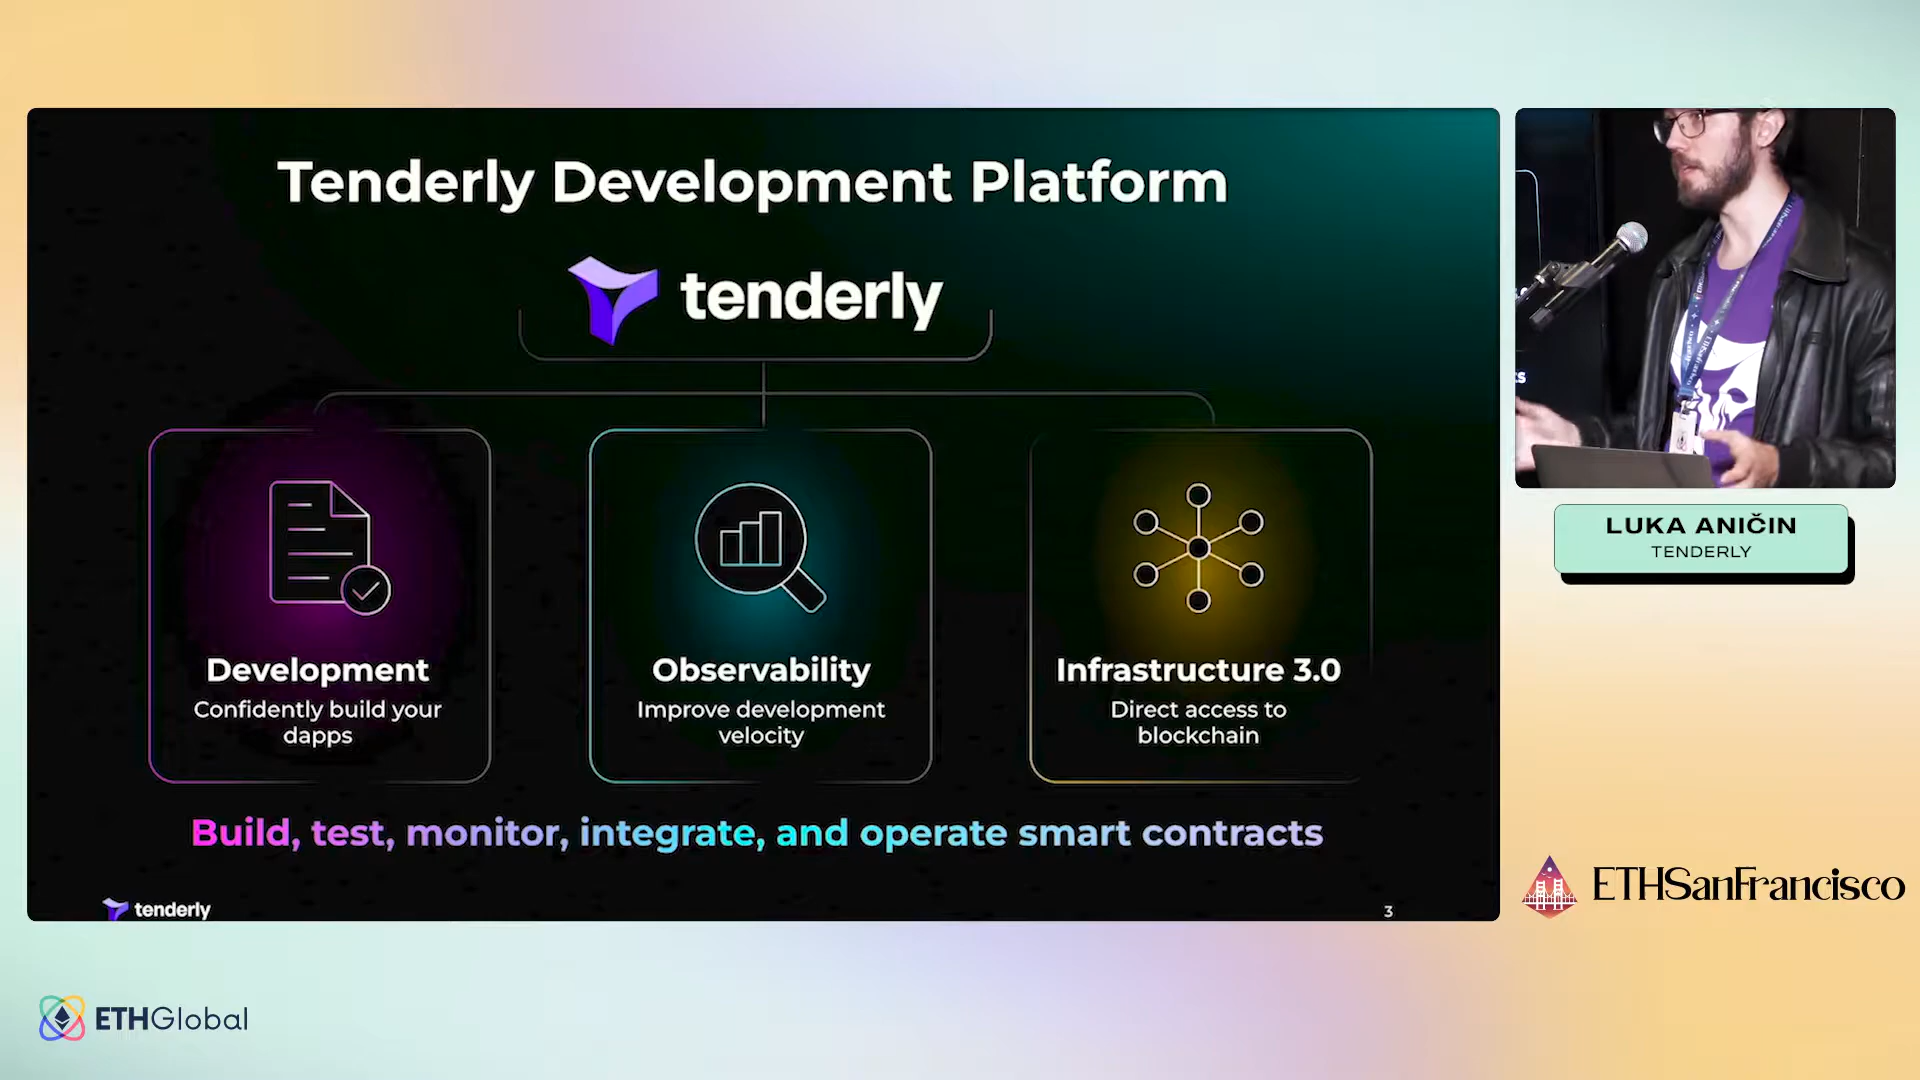 Tenderly Development Platform
tenderly
Development
Confidently build your
dapps
Observability
Improve development
velocity
Infrastructure 3.0
Direct access to
blockchain
Build, test, monitor, integrate, and operate smart contracts
tenderly
3
LUKA ANIČIN
TENDERLY
ETHSanFrancisco
ETHGlobal